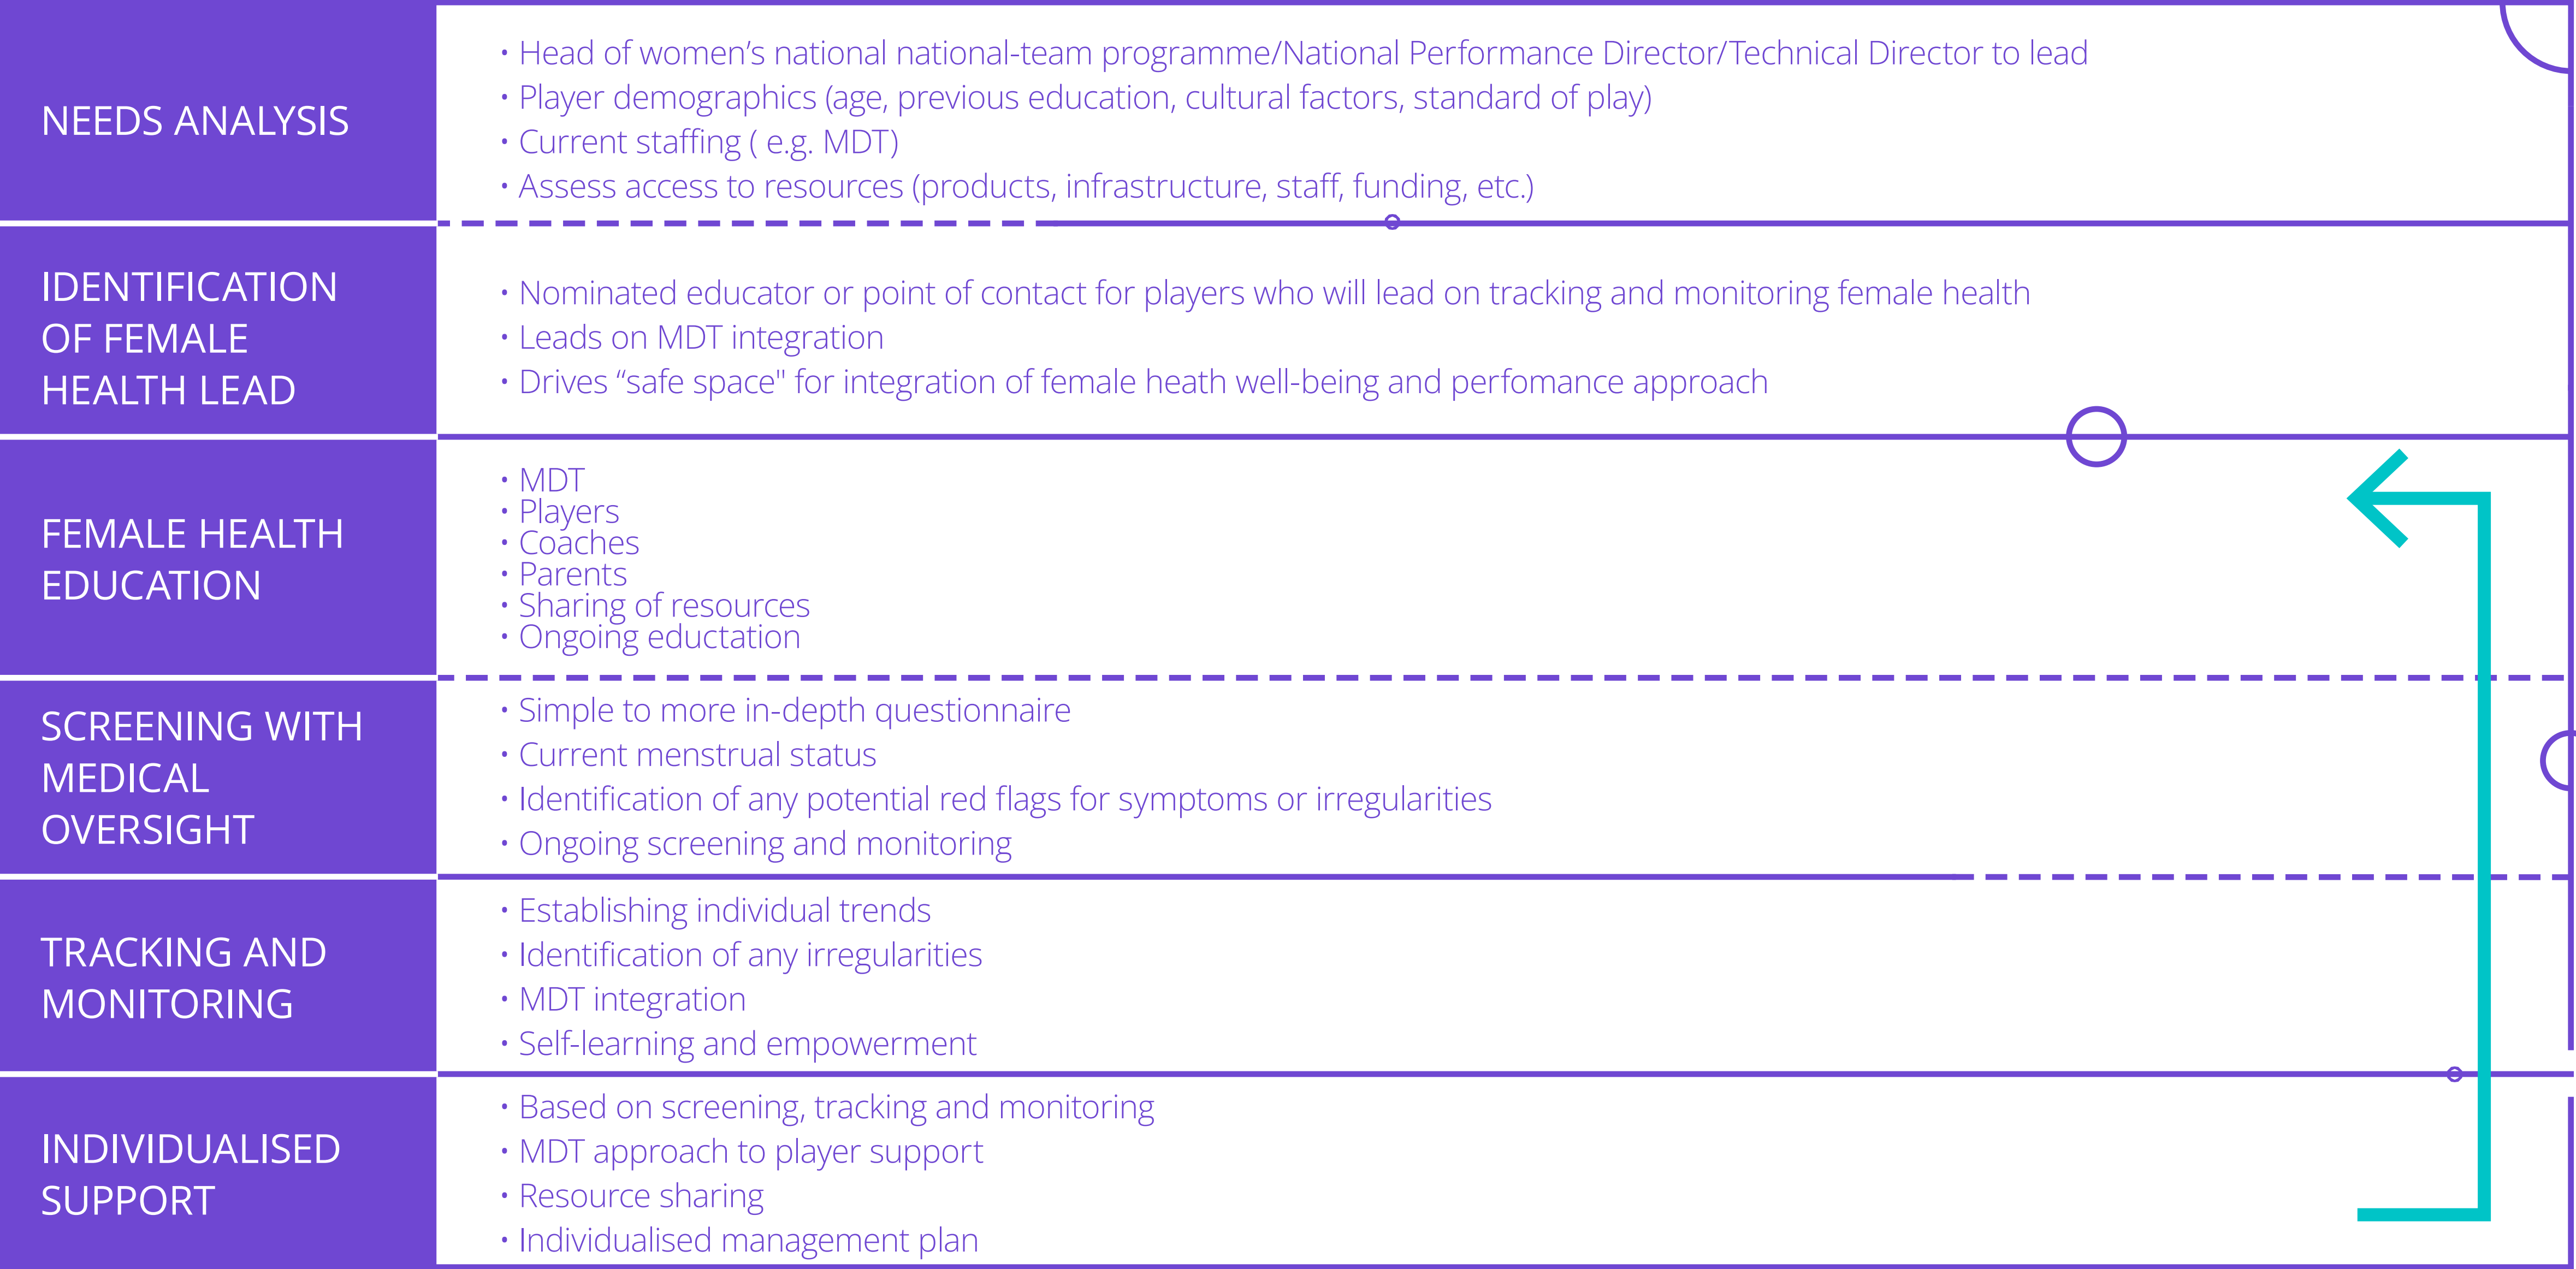 NEEDS ANALYSIS
• Head of women’s national national-team programme/National Performance Director/Technical Director to lead
• Player demographics (age, previous education, cultural factors, standard of play)
• Current staffing ( e.g. MDT)
• Assess access to resources (products, infrastructure, staff, funding, etc.)
IDENTIFICATION
OF FEMALE
HEALTH LEAD
• Nominated educator or point of contact for players who will lead on tracking and monitoring female health
• Leads on MDT integration
• Drives “safe space" for integration of female heath well-being and perfomance approach
FEMALE HEALTH
EDUCATION
• MDT
• Players
• Coaches
• Parents
• Sharing of resources
• Ongoing eductation
SCREENING WITH
MEDICAL
OVERSIGHT
• Simple to more in-depth questionnaire
• Current menstrual status
• Identification of any potential red flags for symptoms or irregularities
• Ongoing screening and monitoring
TRACKING AND
MONITORING
• Establishing individual trends
• Identification of any irregularities
• MDT integration
• Self-learning and empowerment
INDIVIDUALISED
SUPPORT
• Based on screening, tracking and monitoring
• MDT approach to player support
• Resource sharing
• Individualised management plan